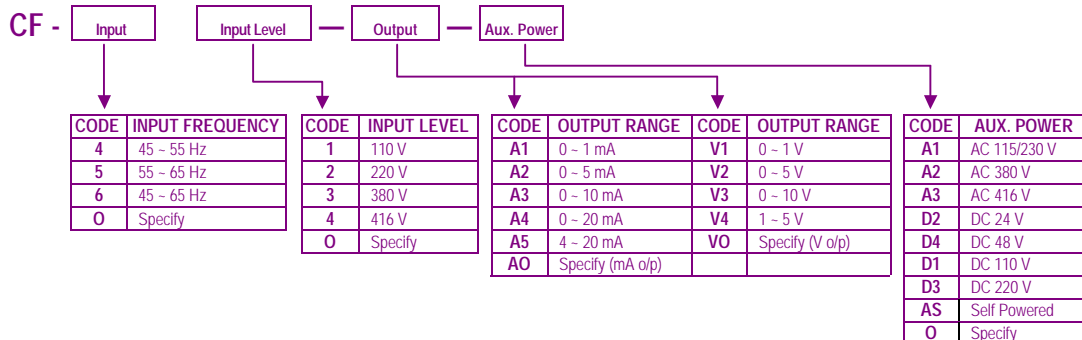 CF - Input Input Level — Output — Aux. Power
CODE INPUT FREQUENCY
4 45 ~ 55 Hz
5 55 ~ 65 Hz
6 45 ~ 65 Hz
O Specify
CODE INPUT LEVEL
1 110 V
2 220 V
3 380 V
4 416 V
O Specify
CODE OUTPUT RANGE CODE OUTPUT RANGE
A1 0 ~ 1 mA V1 0 ~ 1 V
A2 0 ~ 5 mA V2 0 ~ 5 V
A3 0 ~ 10 mA V3 0 ~ 10 V
A4 0 ~ 20 mA V4 1 ~ 5 V
A5 4 ~ 20 mA VO Specify (V o/p)
AO Specify (mA o/p)
CODE AUX. POWER
A1 AC 115/230 V
A2 AC 380 V
A3 AC 416 V
D2 DC 24 V
D4 DC 48 V
D1 DC 110 V
D3 DC 220 V
AS Self Powered
O Specify